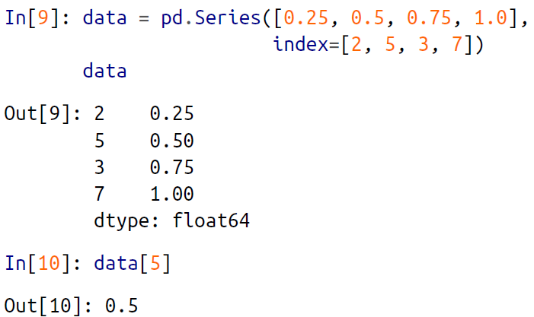 In[9]: data = pd.Series([0.25, 0.5, 0.75, 1.0],
                        index=[2, 5, 3, 7])
       data
Out[9]: 2    0.25
        5    0.50
        3    0.75
        7    1.00
        dtype: float64
In[10]: data[5]
Out[10]: 0.5